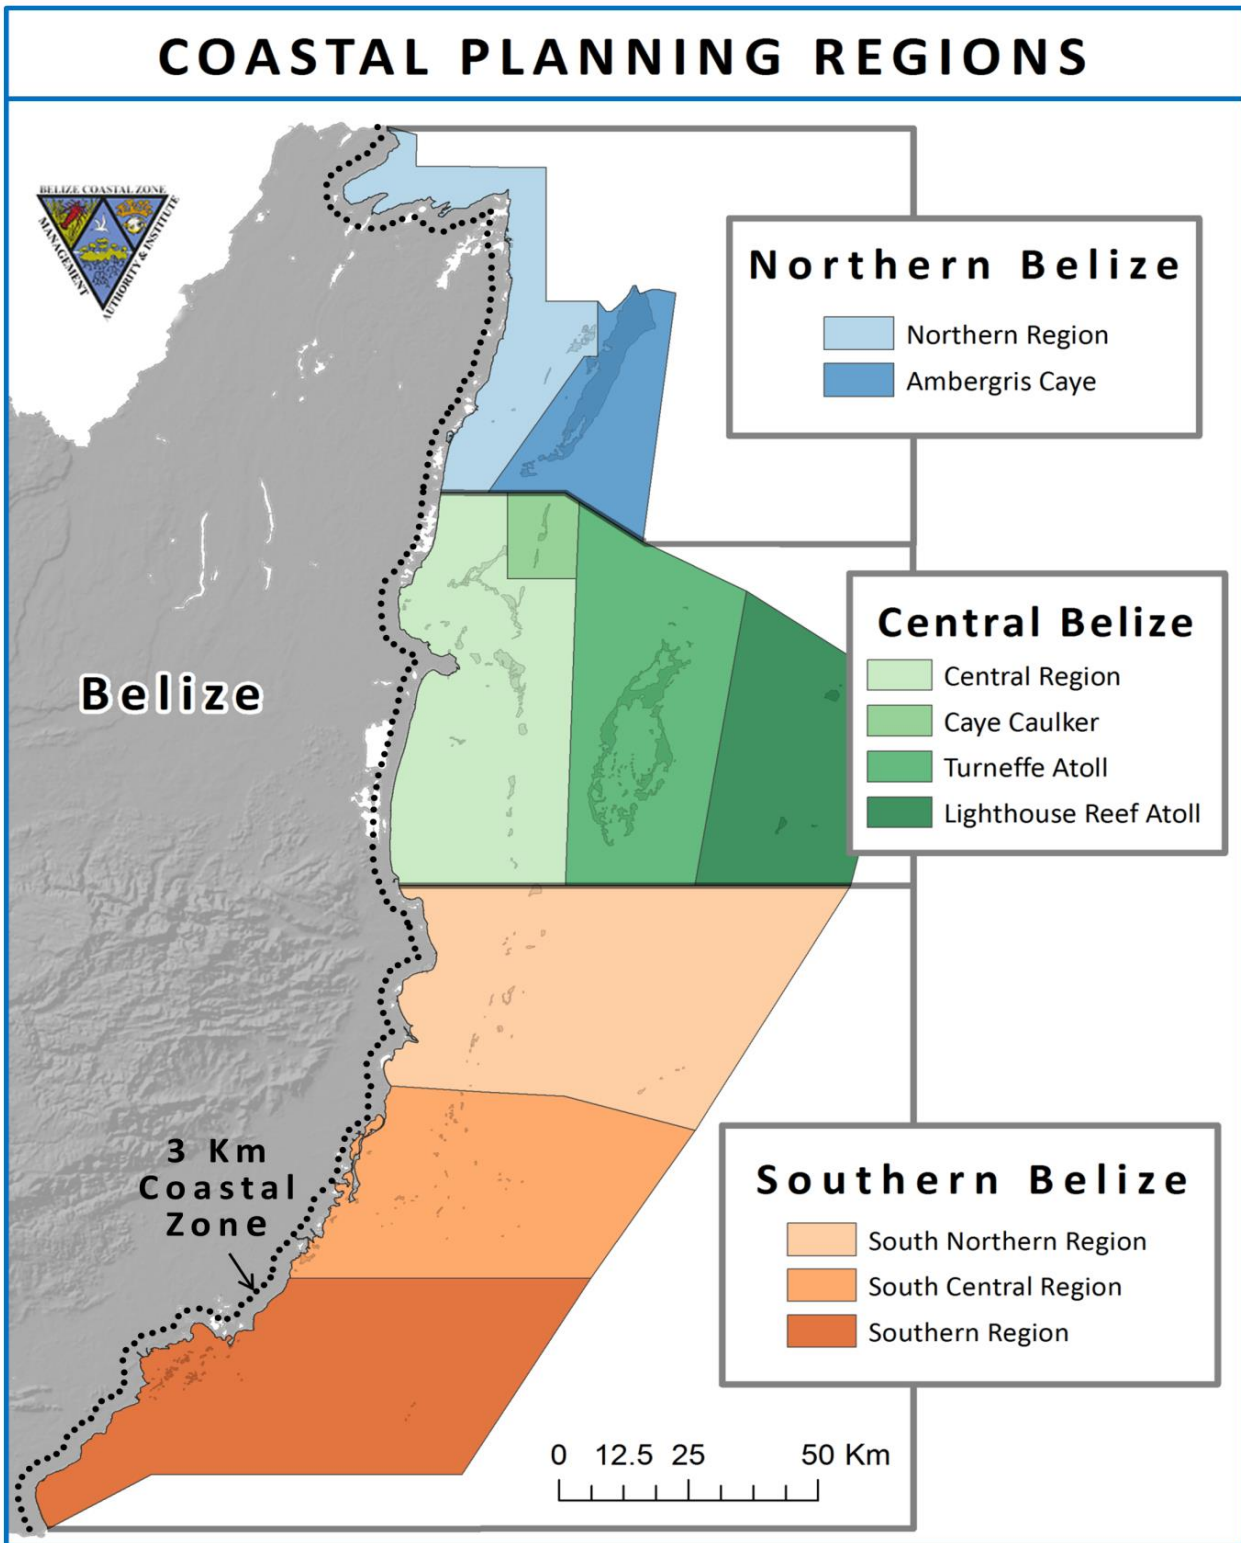 COASTAL PLANNING REGIONS
BELIZE COASTAL ZONE
MANAGEMENT
AUTHORITY & INSTITUTE
Northern Belize
Northern Region
Ambergris Caye
Central Belize
Central Region
Caye Caulker
Turneffe Atoll
Lighthouse Reef Atoll
Belize
3 Km
Coastal
Zone
Southern Belize
South Northern Region
South Central Region
Southern Region
0 12.5 25 50 Km